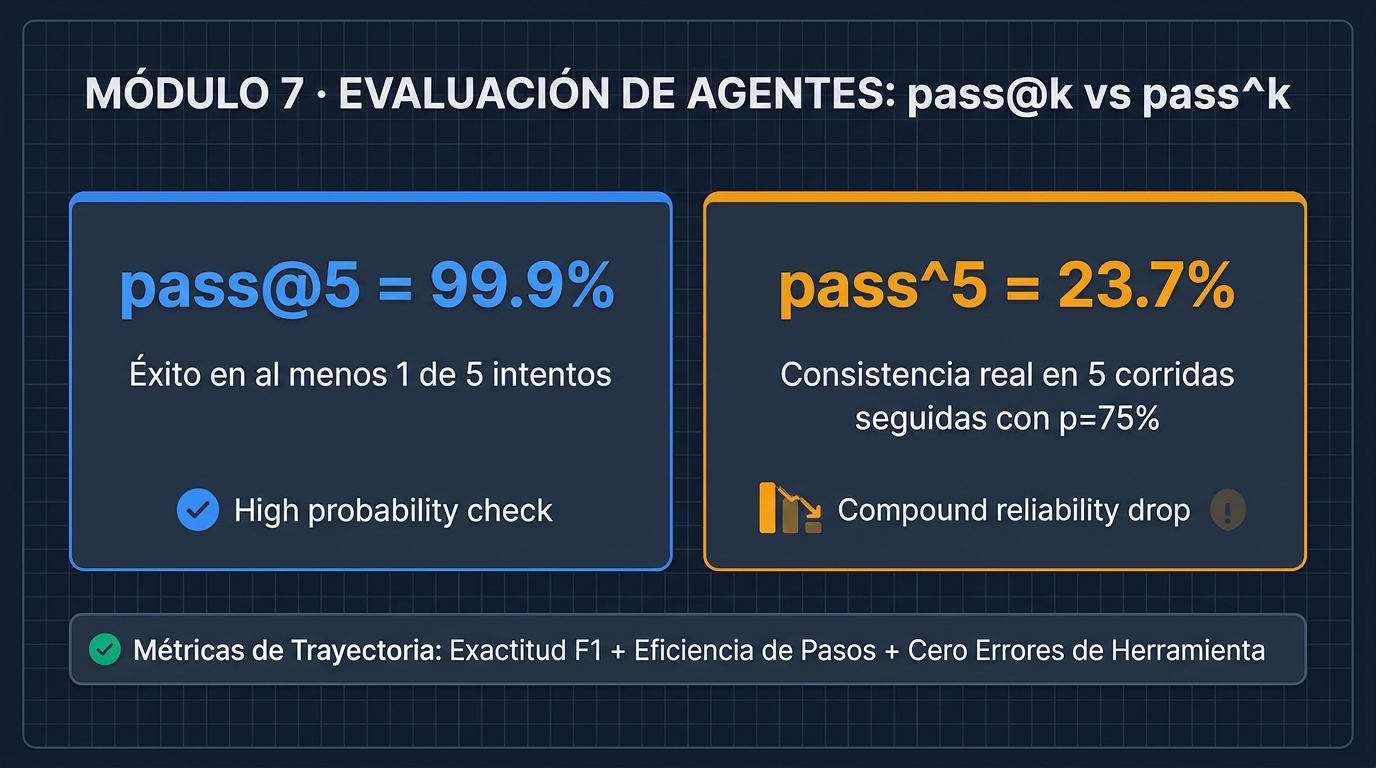 MÓDULO 7 · EVALUACIÓN DE AGENTES: pass@k vs pass^k
pass@5 = 99.9%
Éxito en al menos 1 de 5 intentos
High probability check
pass^5 = 23.7%
Consistencia real en 5 corridas
seguidas con p=75%
Compound reliability drop
Métricas de Trayectoria: Exactitud F1 + Eficiencia de Pasos + Cero Errores de Herramienta